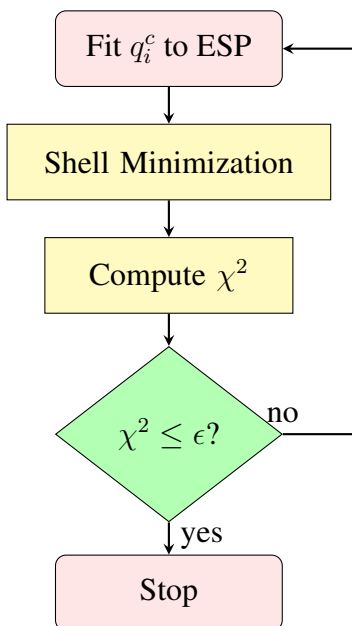 Fit $q_i^c$ to ESP
Shell Minimization
Compute $\chi^2$
$\chi^2 \leq \epsilon$?
no
yes
Stop